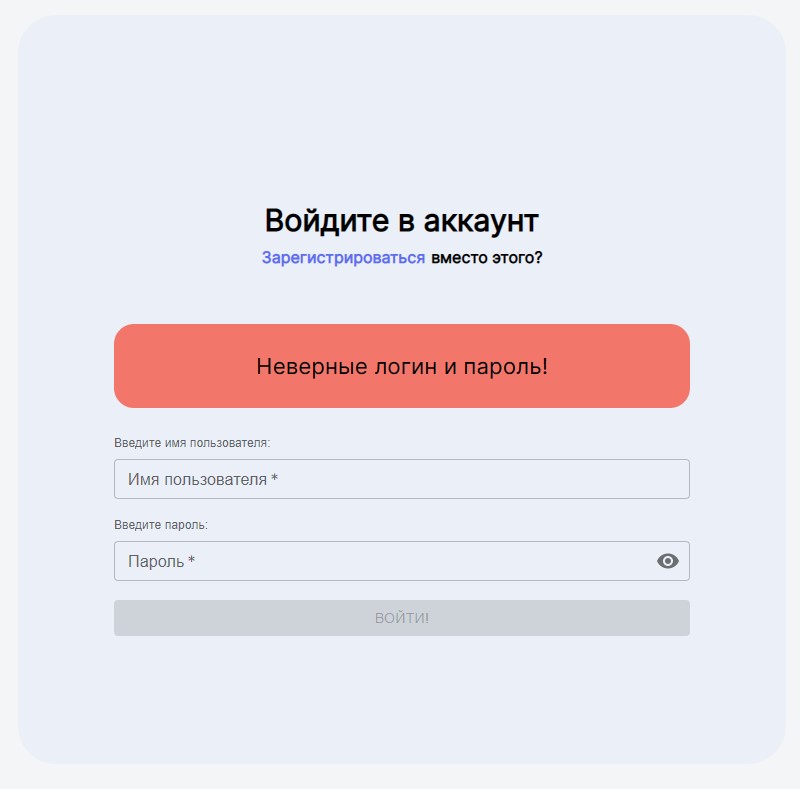 Войдите в аккаунт
Зарегистрироваться вместо этого?
Неверные логин и пароль!
Введите имя пользователя:
Имя пользователя *
Введите пароль:
Пароль *
ВОЙТИ!